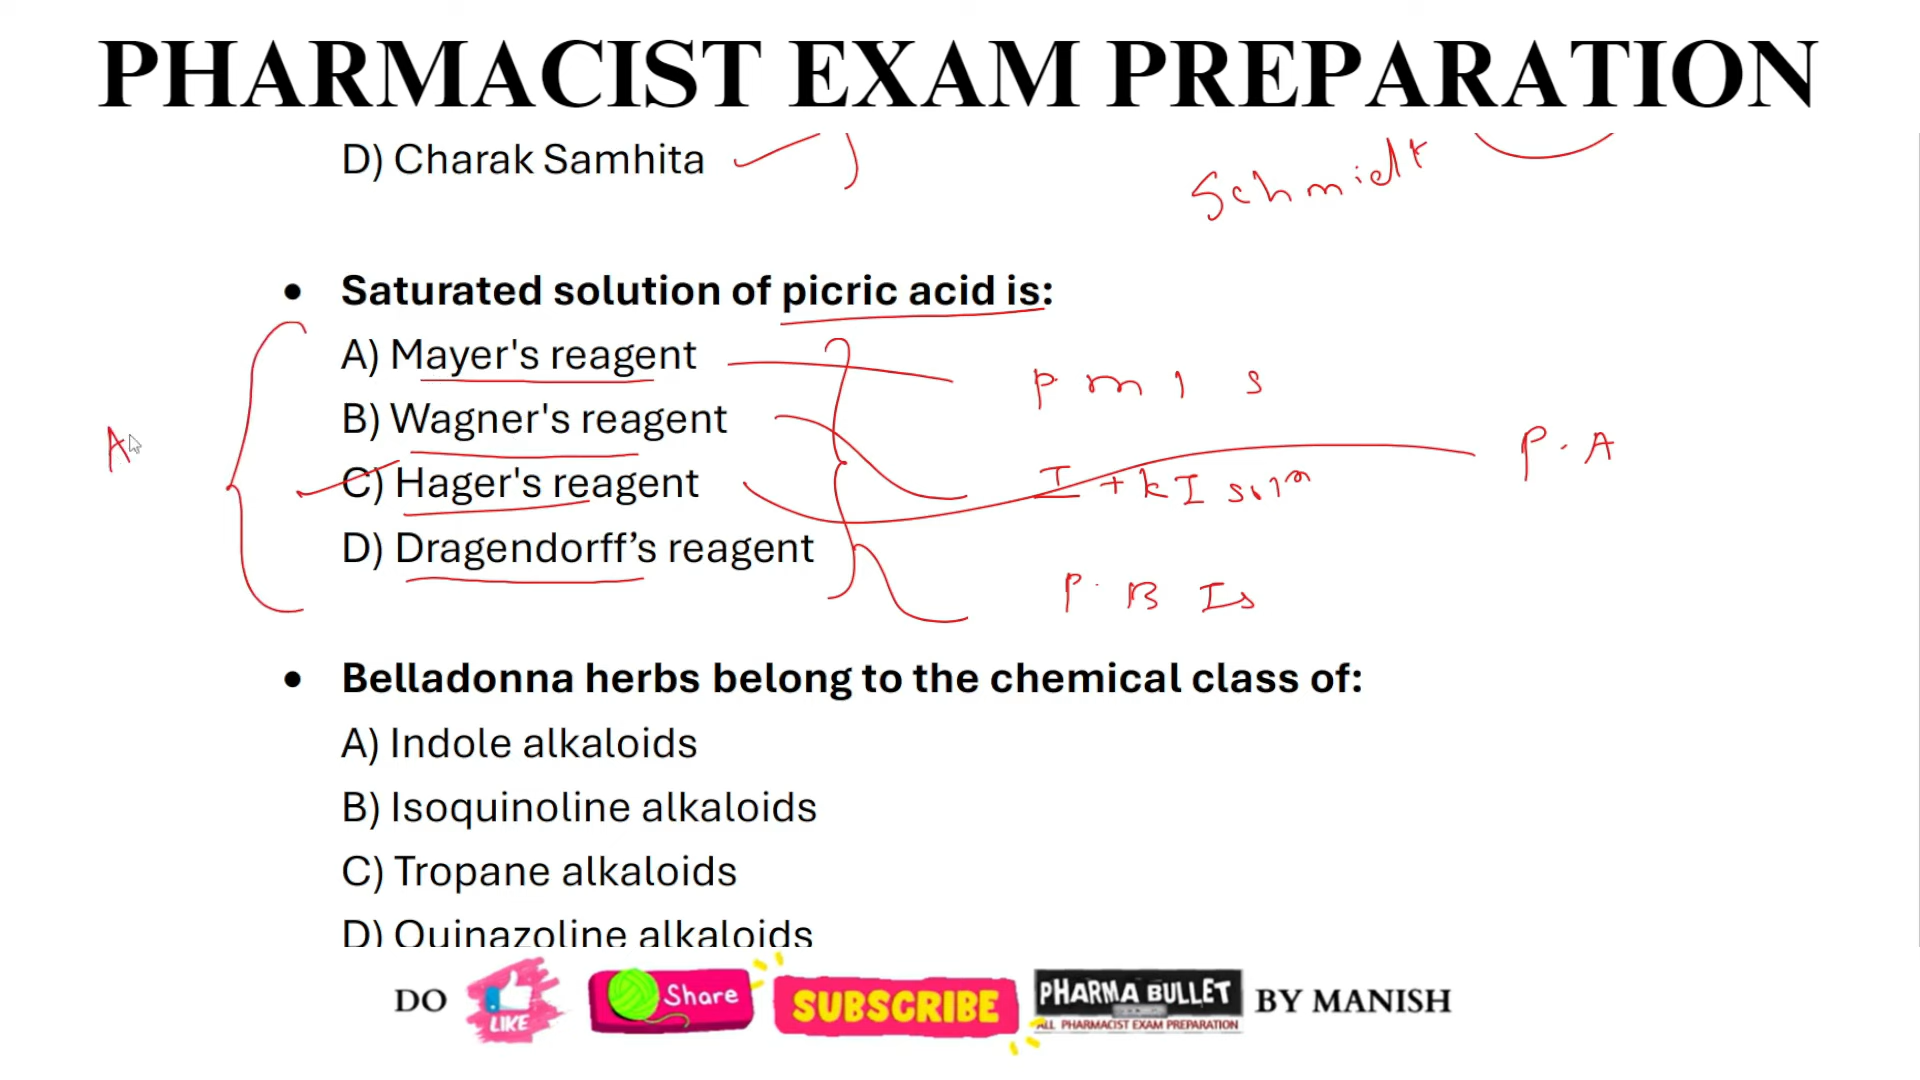 PHARMACIST EXAM PREPARATION
D) Charak Samhita
Schmidt
• Saturated solution of picric acid is:
A) Mayer's reagent
P m I s
B) Wagner's reagent
A
P. A
C) Hager's reagent
I + KI soln
D) Dragendorff’s reagent
P. B Is
• Belladonna herbs belong to the chemical class of:
A) Indole alkaloids
B) Isoquinoline alkaloids
C) Tropane alkaloids
D) Quinazoline alkaloids
DO LIKE Share SUBSCRIBE PHARMA BULLET BY MANISH
ALL PHARMACIST EXAM PREPARATION